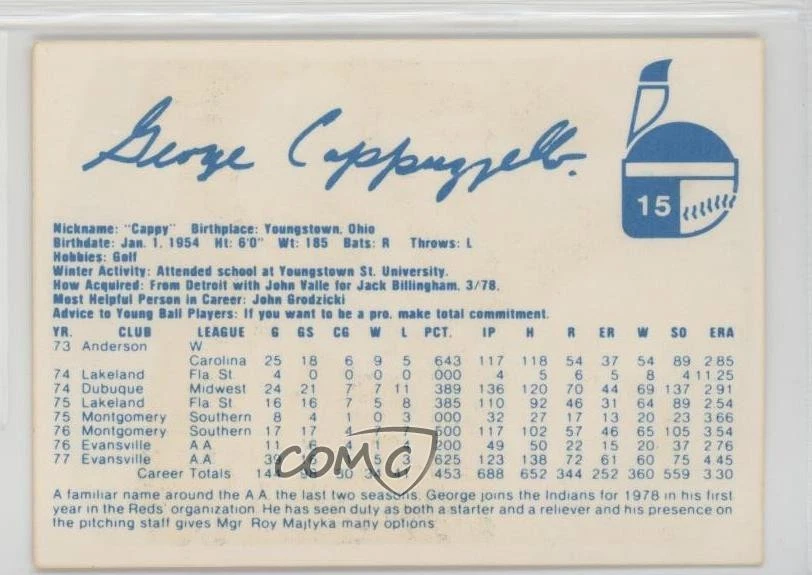 George Cappuzzello.
15
Nickname: "Cappy" Birthplace: Youngstown, Ohio
Birthdate: Jan. 1, 1954 Ht: 6'0" Wt: 185 Bats: R Throws: L
Hobbies: Golf
Winter Activity: Attended school at Youngstown St. University.
How Acquired: From Detroit with John Valle for Jack Billingham, 3/78.
Most Helpful Person in Career: John Grodzicki
Advice to Young Ball Players: If you want to be a pro, make total commitment.
YR. CLUB LEAGUE G GS CG W L PCT. IP H R ER W SO ERA
73 Anderson W
Carolina 25 18 6 9 5 643 117 118 54 37 54 89 2.85
74 Lakeland Fla. St 4 0 0 0 0 000 4 5 6 5 8 4 11.25
74 Dubuque Midwest 24 21 7 7 11 389 136 120 70 44 69 137 2.91
75 Lakeland Fla. St 16 16 7 5 8 385 110 92 46 31 64 89 2.54
75 Montgomery Southern 8 4 1 0 3 000 32 27 17 13 20 23 3.66
76 Montgomery Southern 17 17 4 7 500 117 102 57 46 65 105 3.54
76 Evansville A.A. 11 6 1 4 200 49 50 22 15 20 37 2.76
77 Evansville A.A. 39 625 123 138 72 61 60 75 4.45
Career Totals 453 688 652 344 252 360 559 3.30
A familiar name around the A.A. the last two seasons, George joins the Indians for 1978 in his first
year in the Reds' organization. He has seen duty as both a starter and a reliever and his presence on
the pitching staff gives Mgr. Roy Majtyka many options.
COMC